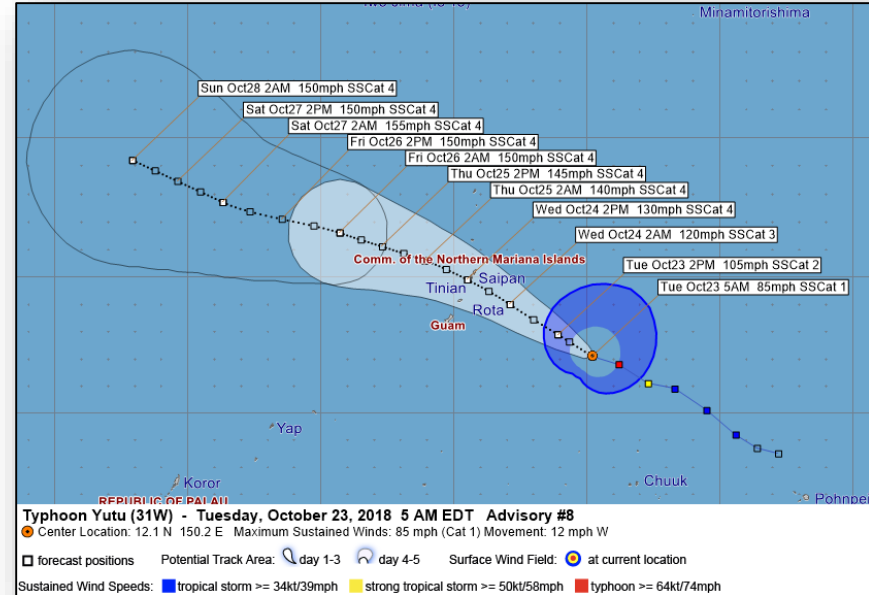 Minamitorishima
Sun Oct28 2AM 150mph SSCat 4
Sat Oct27 2PM 150mph SSCat 4
Sat Oct27 2AM 155mph SSCat 4
Fri Oct26 2PM 150mph SSCat 4
Fri Oct26 2AM 150mph SSCat 4
Thu Oct25 2PM 145mph SSCat 4
Thu Oct25 2AM 140mph SSCat 4
Wed Oct24 2PM 130mph SSCat 4
Wed Oct24 2AM 120mph SSCat 3
Comm. of the Northern Mariana Islands
Tue Oct23 2PM 105mph SSCat 2
Saipan
Tinian
Tue Oct23 5AM 85mph SSCat 1
Rota
Guam
Yap
Koror
Chuuk
REPUBLIC OF PALAU
Pohnpe
Typhoon Yutu (31W) - Tuesday, October 23, 2018 5 AM EDT Advisory #8
Center Location: 12.1 N 150.2 E Maximum Sustained Winds: 85 mph (Cat 1) Movement: 12 mph W
forecast positions Potential Track Area: day 1-3 day 4-5 Surface Wind Field: at current location
Sustained Wind Speeds: tropical storm >= 34kt/39mph strong tropical storm >= 50kt/58mph typhoon >= 64kt/74mph